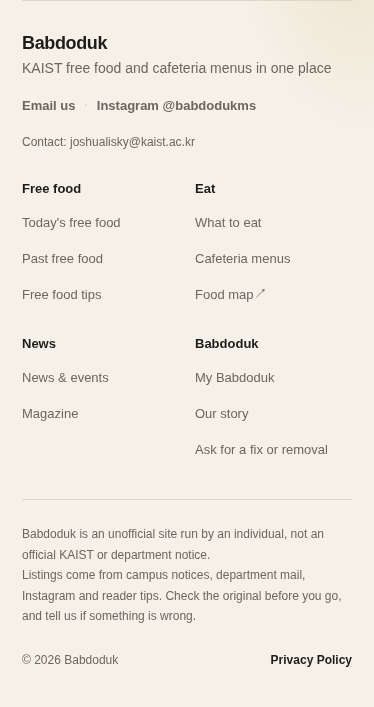 Babdoduk
KAIST free food and cafeteria menus in one place
Email us · Instagram @babdodukms
Contact: joshualisky@kaist.ac.kr
Free food
Today's free food
Past free food
Free food tips
Eat
What to eat
Cafeteria menus
Food map↗
News
News & events
Magazine
Babdoduk
My Babdoduk
Our story
Ask for a fix or removal
Babdoduk is an unofficial site run by an individual, not an
official KAIST or department notice.
Listings come from campus notices, department mail,
Instagram and reader tips. Check the original before you go,
and tell us if something is wrong.
© 2026 Babdoduk
Privacy Policy